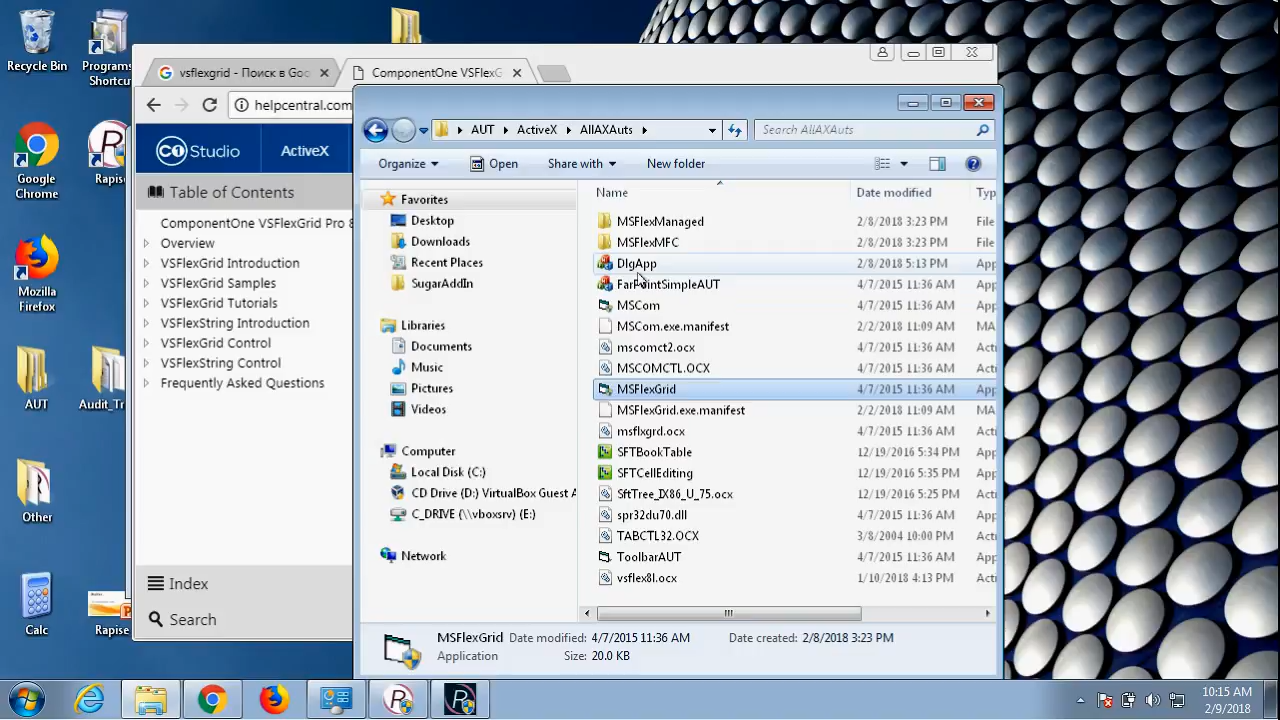 Recycle Bin
Programs
Shortcu
Google
Chrome
Rapise
Mozilla
Firefox
AUT
Audit_Tr
Other
Calc
Rapise
vsflexgrid - Поиск в Goo
ComponentOne VSFlexG
helpcentral.com
C1 Studio
ActiveX
Table of Contents
ComponentOne VSFlexGrid Pro 8
Overview
VSFlexGrid Introduction
VSFlexGrid Samples
VSFlexGrid Tutorials
VSFlexString Introduction
VSFlexGrid Control
VSFlexString Control
Frequently Asked Questions
Index
Search
AUT ActiveX AllAXAuts
Search AllAXAuts
Organize Open Share with New folder
Favorites
Desktop
Downloads
Recent Places
SugarAddIn
Libraries
Documents
Music
Pictures
Videos
Computer
Local Disk (C:)
CD Drive (D:) VirtualBox Guest A
C_DRIVE (\\vboxsrv) (E:)
Network
Name Date modified Typ
MSFlexManaged 2/8/2018 3:23 PM File
MSFlexMFC 2/8/2018 3:23 PM File
DlgApp 2/8/2018 5:13 PM App
FarPointSimpleAUT 4/7/2015 11:36 AM App
MSCom 4/7/2015 11:36 AM App
MSCom.exe.manifest 2/2/2018 11:09 AM MA
mscomct2.ocx 4/7/2015 11:36 AM Acti
MSCOMCTL.OCX 4/7/2015 11:36 AM Acti
MSFlexGrid 4/7/2015 11:36 AM App
MSFlexGrid.exe.manifest 2/2/2018 11:09 AM MA
msflxgrd.ocx 4/7/2015 11:36 AM Acti
SFTBookTable 12/19/2016 5:34 PM App
SFTCellEditing 12/19/2016 5:35 PM App
SftTree_IX86_U_75.ocx 12/19/2016 5:25 PM Acti
spr32du70.dll 4/7/2015 11:36 AM App
TABCTL32.OCX 3/8/2004 10:00 PM Acti
ToolbarAUT 4/7/2015 11:36 AM App
vsflex8l.ocx 1/10/2018 4:13 PM Acti
MSFlexGrid Date modified: 4/7/2015 11:36 AM Date created: 2/8/2018 3:23 PM
Application Size: 20.0 KB
10:15 AM
2/9/2018